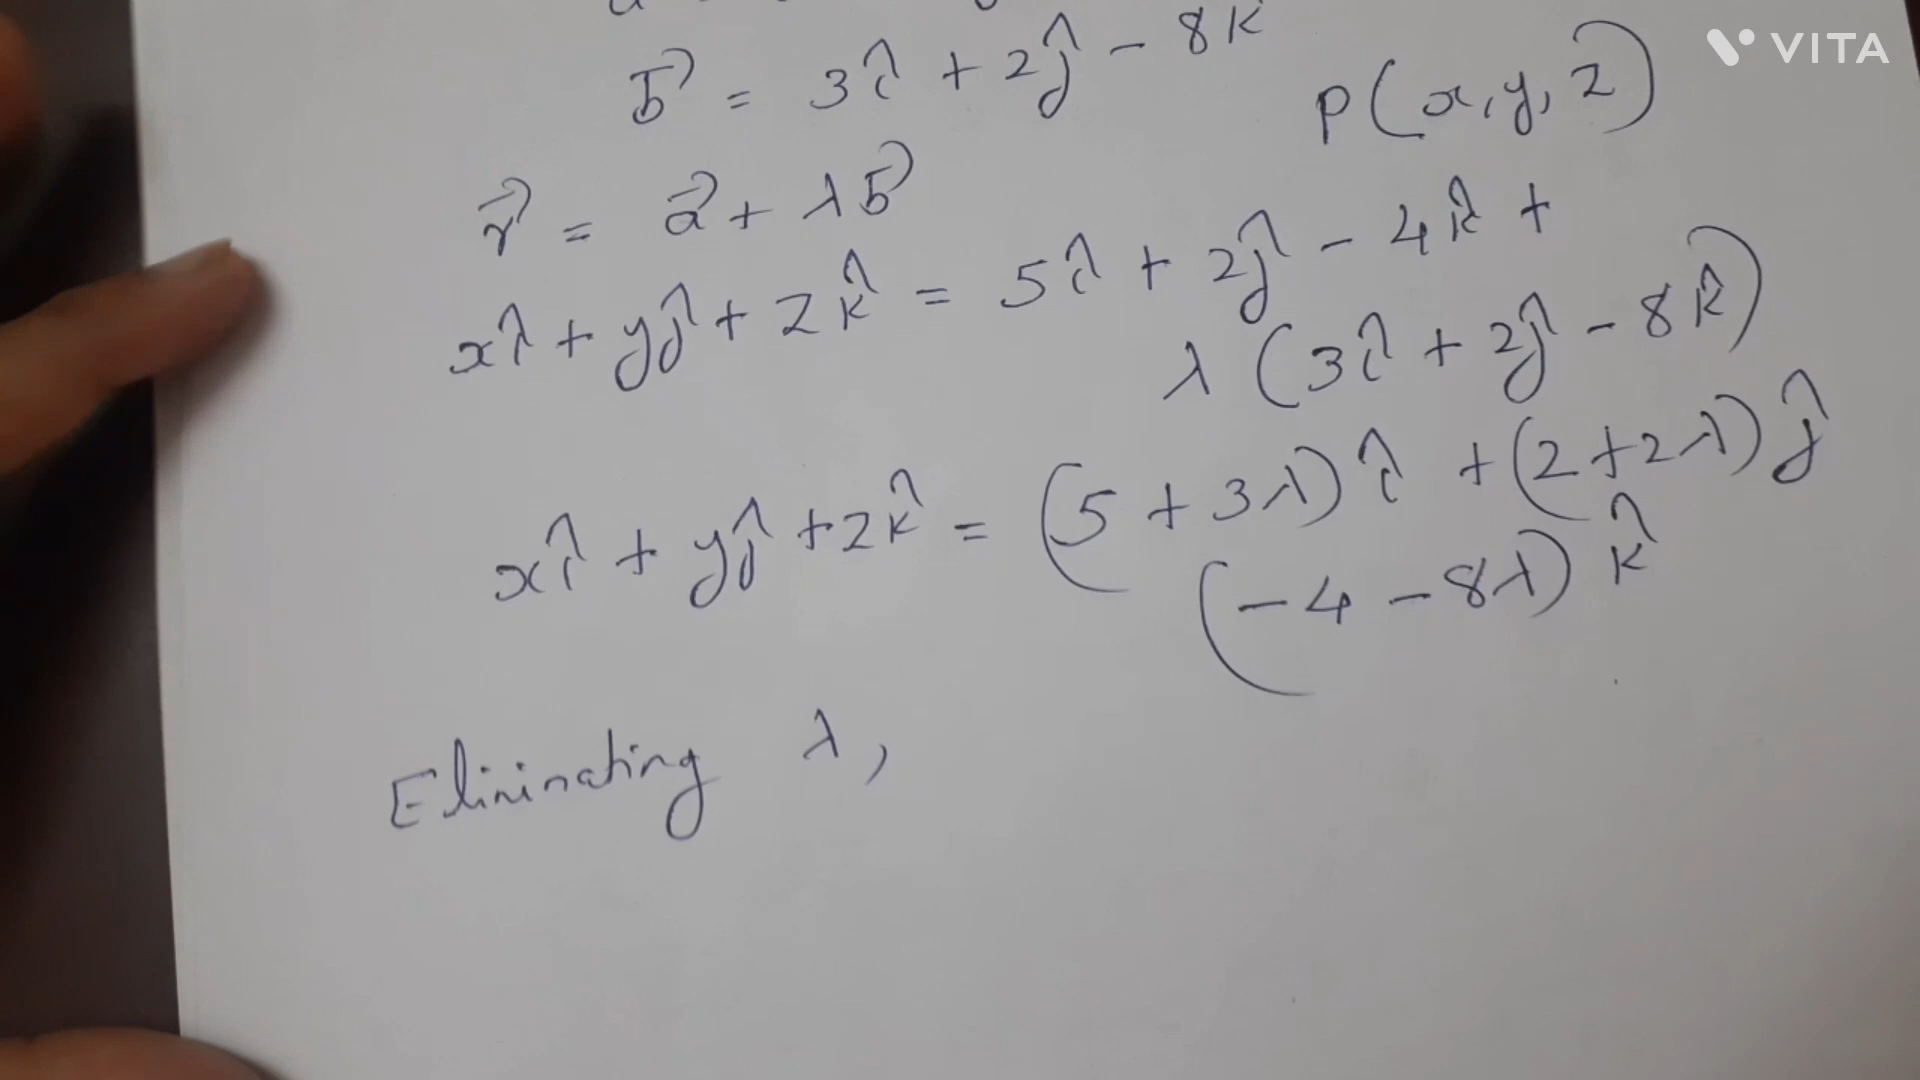 b⃗ = 3î + 2ĵ - 8k
P(x, y, z)
r⃗ = a⃗ + λb⃗
xî + yĵ + zk̂ = 5î + 2ĵ - 4k̂ +
λ(3î + 2ĵ - 8k̂)
xî + yĵ + zk̂ = (5 + 3λ)î + (2 + 2λ)ĵ
(-4 - 8λ)k̂
Elininating λ,
VITA